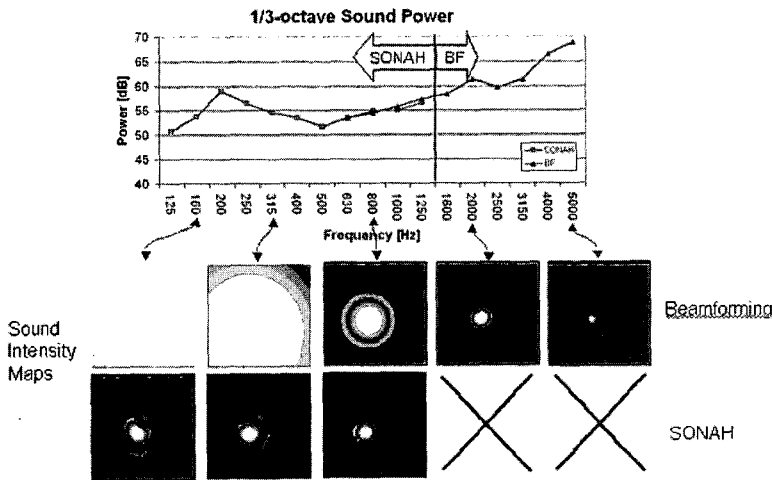 1/3-octave Sound Power
70
65
60
55
50
45
40
Power [dB]
SONAH BF
SONAH
BF
125 160 200 250 315 400 500 630 800 1000 1250 1600 2000 2500 3150 4000 5000
Frequency [Hz]
Sound
Intensity
Maps
Beamforming
SONAH